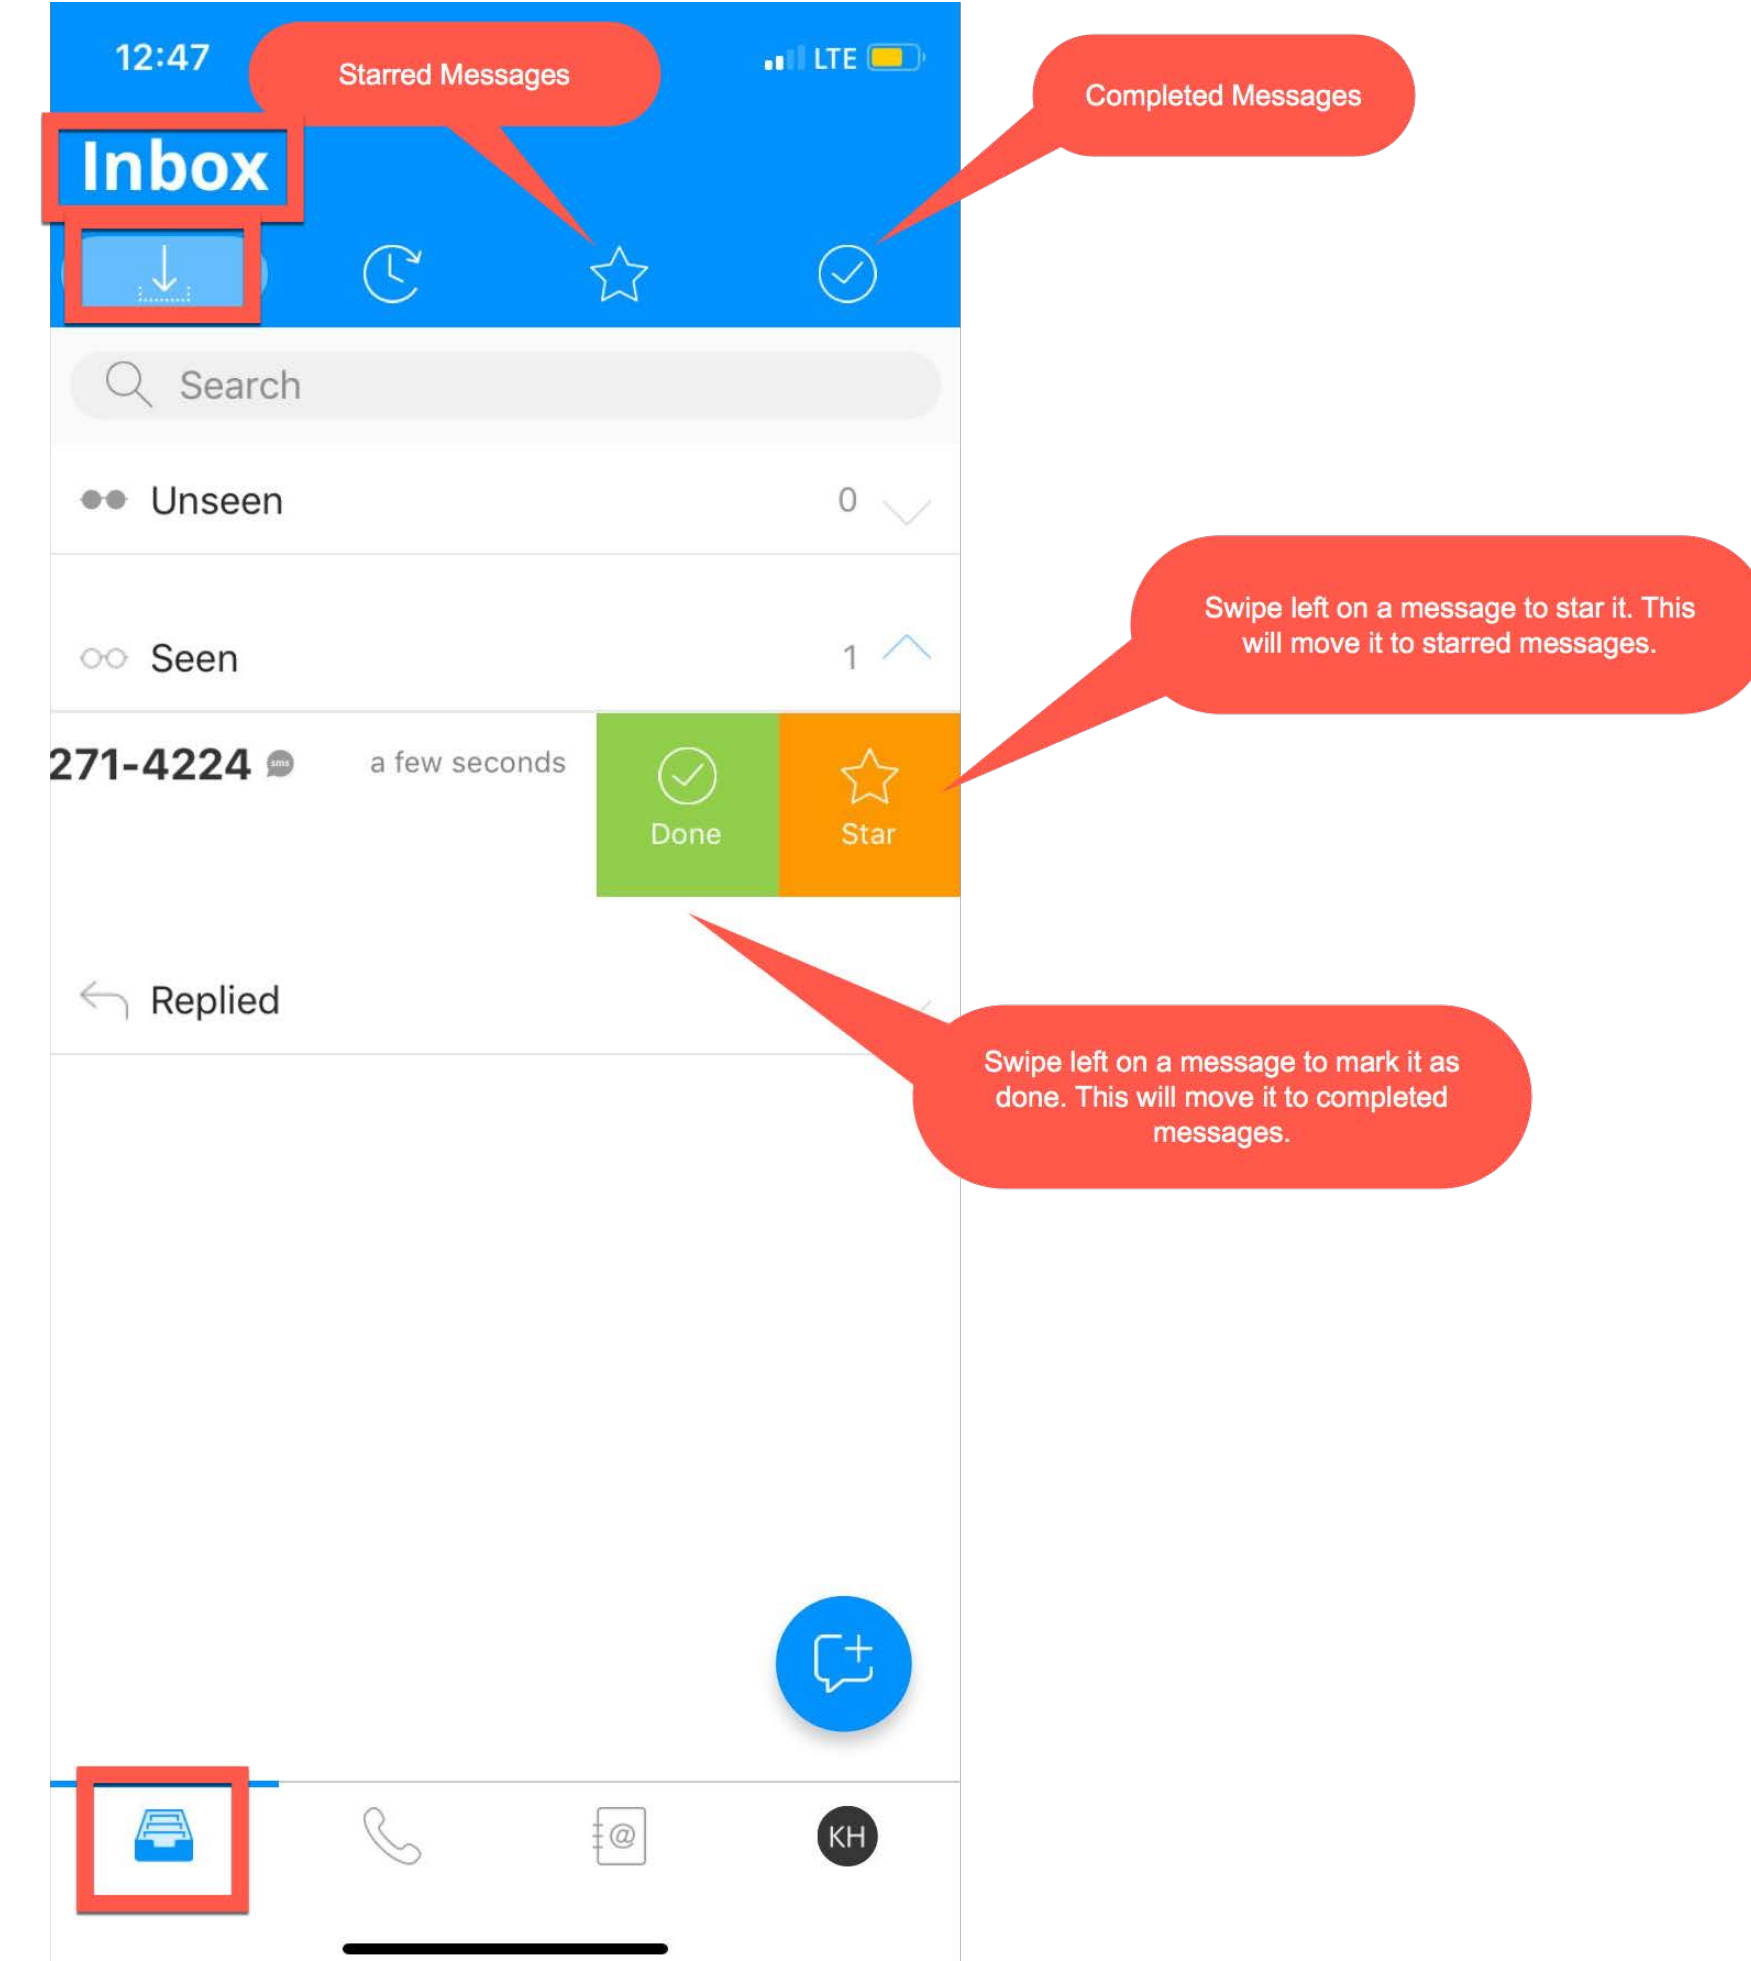 12:47
Starred Messages
LTE
Completed Messages
Inbox
Search
Unseen
0
Swipe left on a message to star it. This
will move it to starred messages.
Seen
1
271-4224
sms
a few seconds
Done
Star
Replied
Swipe left on a message to mark it as
done. This will move it to completed
messages.
@
KH